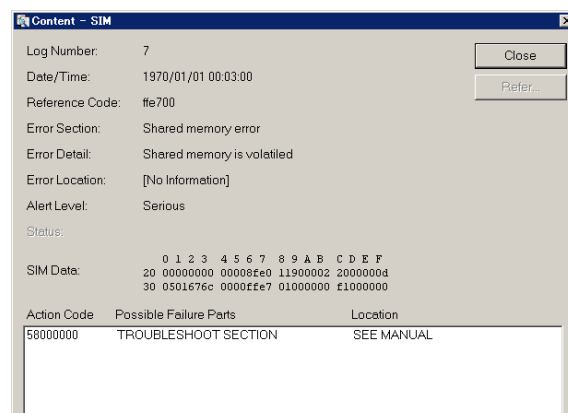 Content - SIM
Log Number: 7
Close
Date/Time: 1970/01/01 00:03:00
Refer...
Reference Code: ffe700
Error Section: Shared memory error
Error Detail: Shared memory is volatiled
Error Location: [No Information]
Alert Level: Serious
Status:
0 1 2 3 4 5 6 7 8 9 A B C D E F
SIM Data: 20 00000000 00008fe0 11900002 2000000d
30 0501676c 0000ffe7 01000000 f1000000
Action Code Possible Failure Parts Location
58000000 TROUBLESHOOT SECTION SEE MANUAL